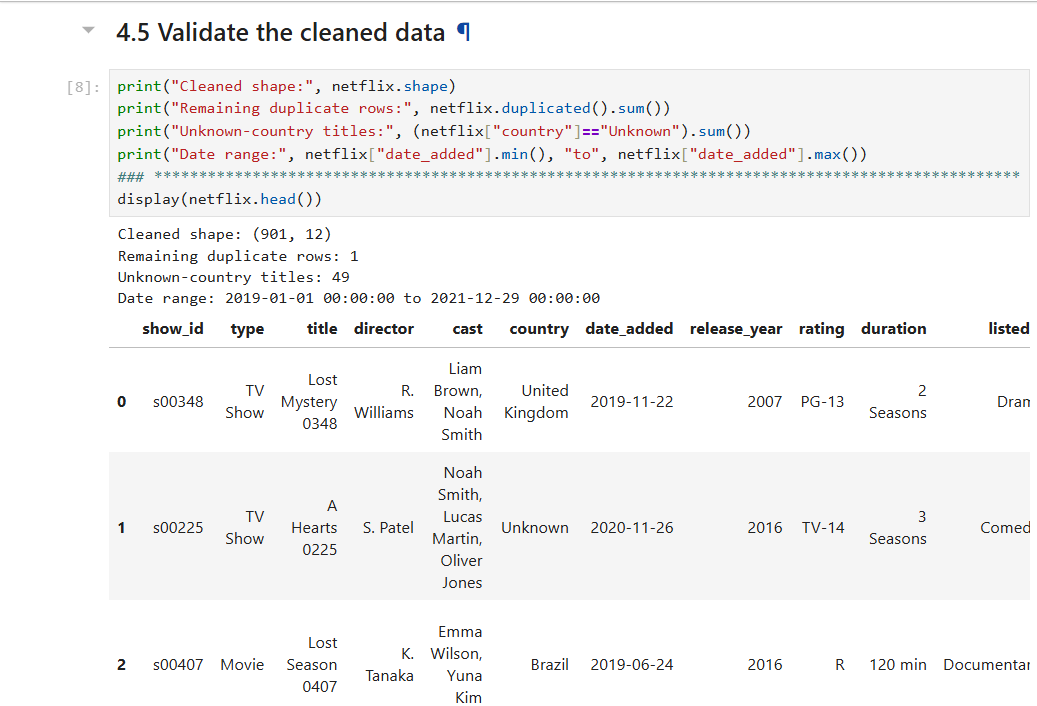 4.5 Validate the cleaned data ¶
[8]:
print("Cleaned shape:", netflix.shape)
print("Remaining duplicate rows:", netflix.duplicated().sum())
print("Unknown-country titles:", (netflix["country"]=="Unknown").sum())
print("Date range:", netflix["date_added"].min(), "to", netflix["date_added"].max())
### *************************************************************************************************
display(netflix.head())
Cleaned shape: (901, 12)
Remaining duplicate rows: 1
Unknown-country titles: 49
Date range: 2019-01-01 00:00:00 to 2021-12-29 00:00:00
show_id type title director cast country date_added release_year rating duration listed
0 s00348 TV Show Lost Mystery 0348 R. Williams Liam Brown, Noah Smith United Kingdom 2019-11-22 2007 PG-13 2 Seasons Dram
1 s00225 TV Show A Hearts 0225 S. Patel Noah Smith, Lucas Martin, Oliver Jones Unknown 2020-11-26 2016 TV-14 3 Seasons Comed
2 s00407 Movie Lost Season 0407 K. Tanaka Emma Wilson, Yuna Kim Brazil 2019-06-24 2016 R 120 min Documentar